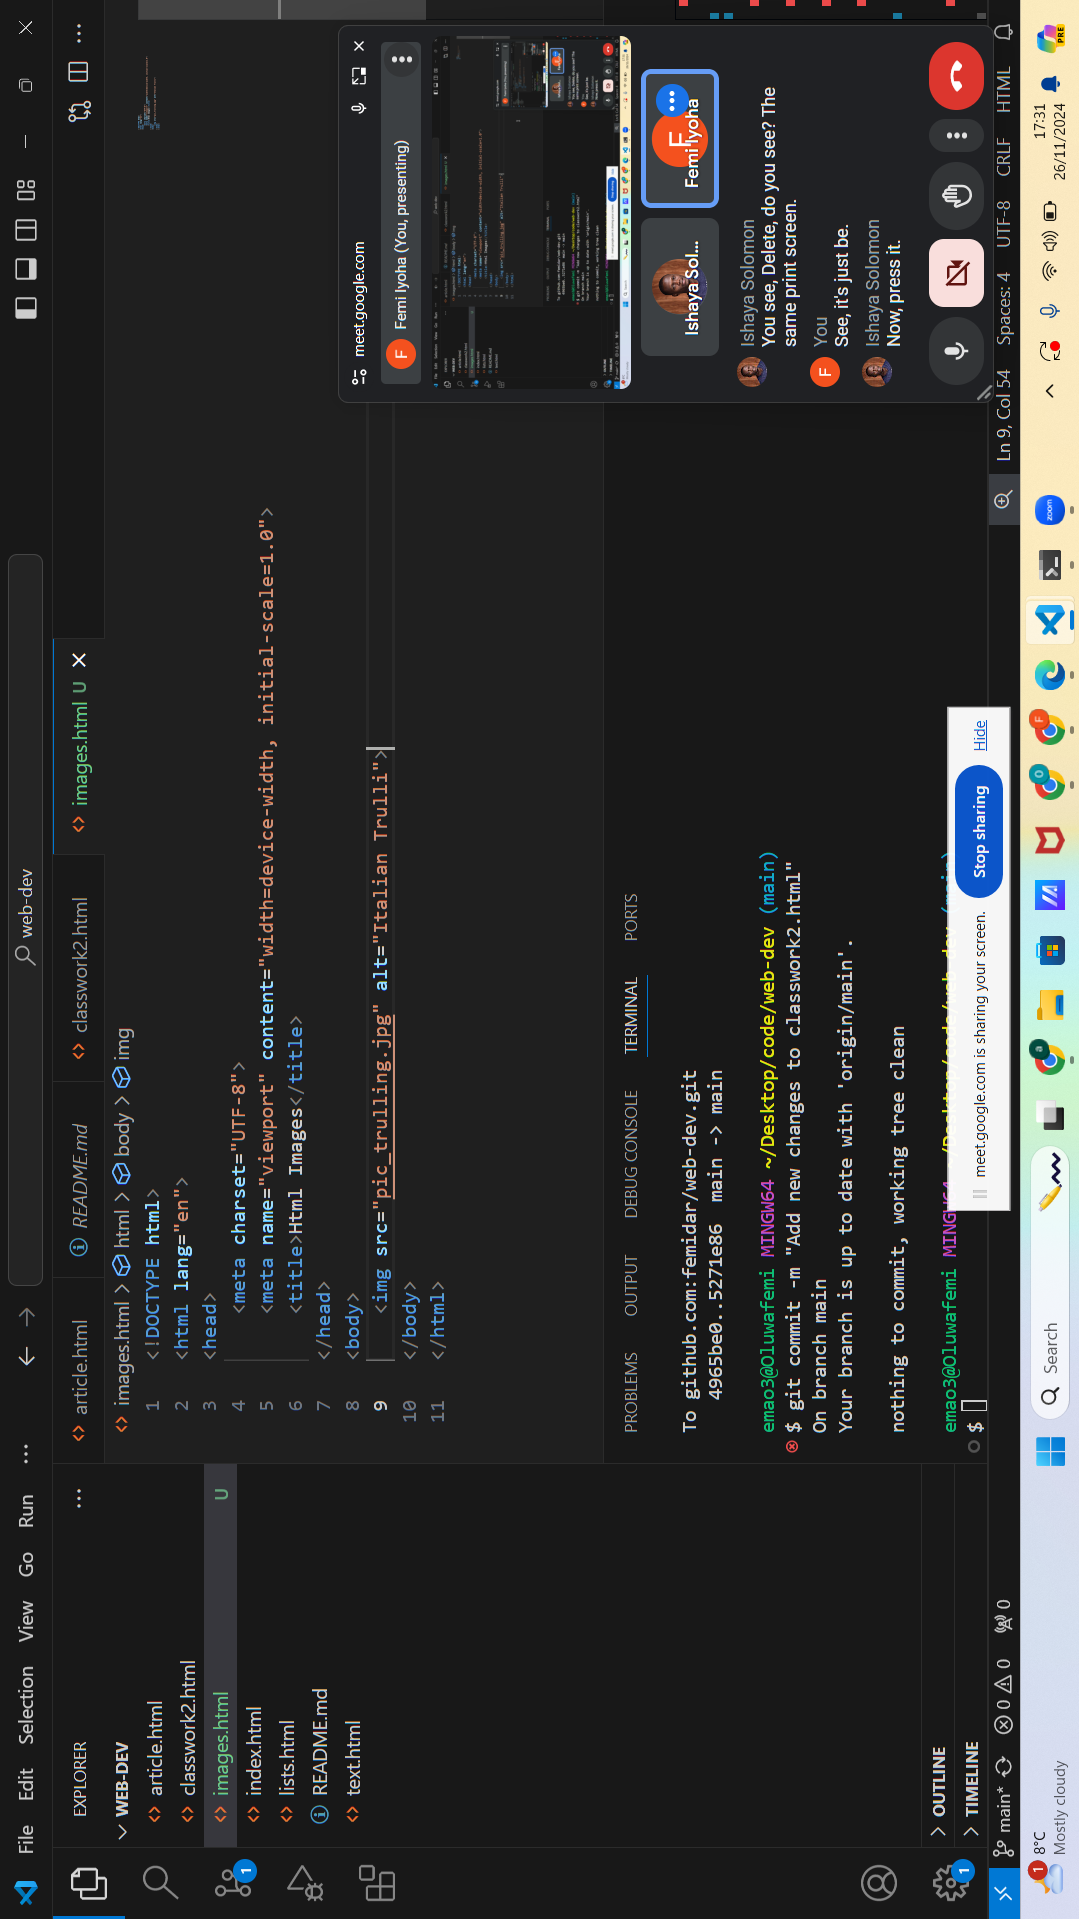 File Edit Selection View Go Run ...
web-dev
EXPLORER ...
WEB-DEV
article.html
classwork2.html
images.html U
index.html
lists.html
README.md
text.html
OUTLINE
TIMELINE
article.html
README.md
classwork2.html
images.html U
images.html > html > body > img
1 <!DOCTYPE html>
2 <html lang="en">
3 <head>
4 <meta charset="UTF-8">
5 <meta name="viewport" content="width=device-width, initial-scale=1.0">
6 <title>Html Images</title>
7 </head>
8 <body>
9 <img src="pic_trulling.jpg" alt="Italian Trulli">
10 </body>
11 </html>
PROBLEMS OUTPUT DEBUG CONSOLE TERMINAL PORTS
To github.com:femidar/web-dev.git
4965be0..5271e86 main -> main
emao3@Oluwafemi MINGW64 ~/Desktop/code/web-dev (main)
$ git commit -m "Add new changes to classwork2.html"
On branch main
Your branch is up to date with 'origin/main'.
nothing to commit, working tree clean
emao3@Oluwafemi MINGW64 ~/Desktop/code/web-dev (main)
$
meet.google.com
F Femi Iyoha (You, presenting)
Ishaya Sol...
F
Femi Iyoha
Ishaya Solomon
You see, Delete, do you see? The
same print screen.
F You
See, it's just be.
Ishaya Solomon
Now, press it.
meet.google.com is sharing your screen. Stop sharing Hide
main* 0 0 0 Ln 9, Col 54 Spaces: 4 UTF-8 CRLF HTML
1
1
1 8°C
Mostly cloudy
Search
a
O
F
zoom
17:31
26/11/2024
PRE